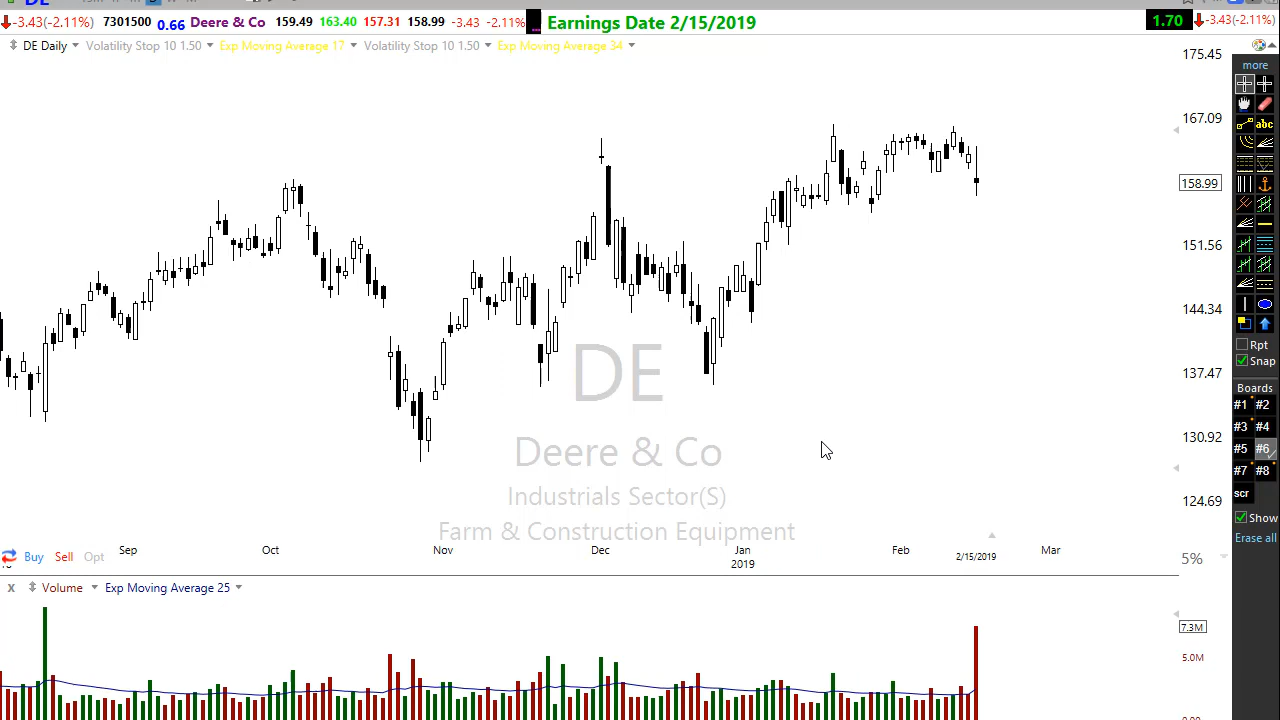 -3.43(-2.11%) 7301500 0.66 Deere & Co 159.49 163.40 157.31 158.99 -3.43 -2.11% Earnings Date 2/15/2019 1.70 -3.43(-2.11%)
DE Daily Volatility Stop 10 1.50 Exp Moving Average 17 Volatility Stop 10 1.50 Exp Moving Average 34
175.45
more
167.09
abc
158.99
151.56
144.34
137.47
130.92
124.69
DE
Deere & Co
Industrials Sector(S)
Farm & Construction Equipment
Rpt
Snap
Boards
#1 #2
#3 #4
#5 #6
#7 #8
scr
Show
Erase all
Sep Oct Nov Dec Jan Feb 2/15/2019 Mar
2019
Buy Sell Opt
5%
x Volume Exp Moving Average 25
7.3M
5.0M